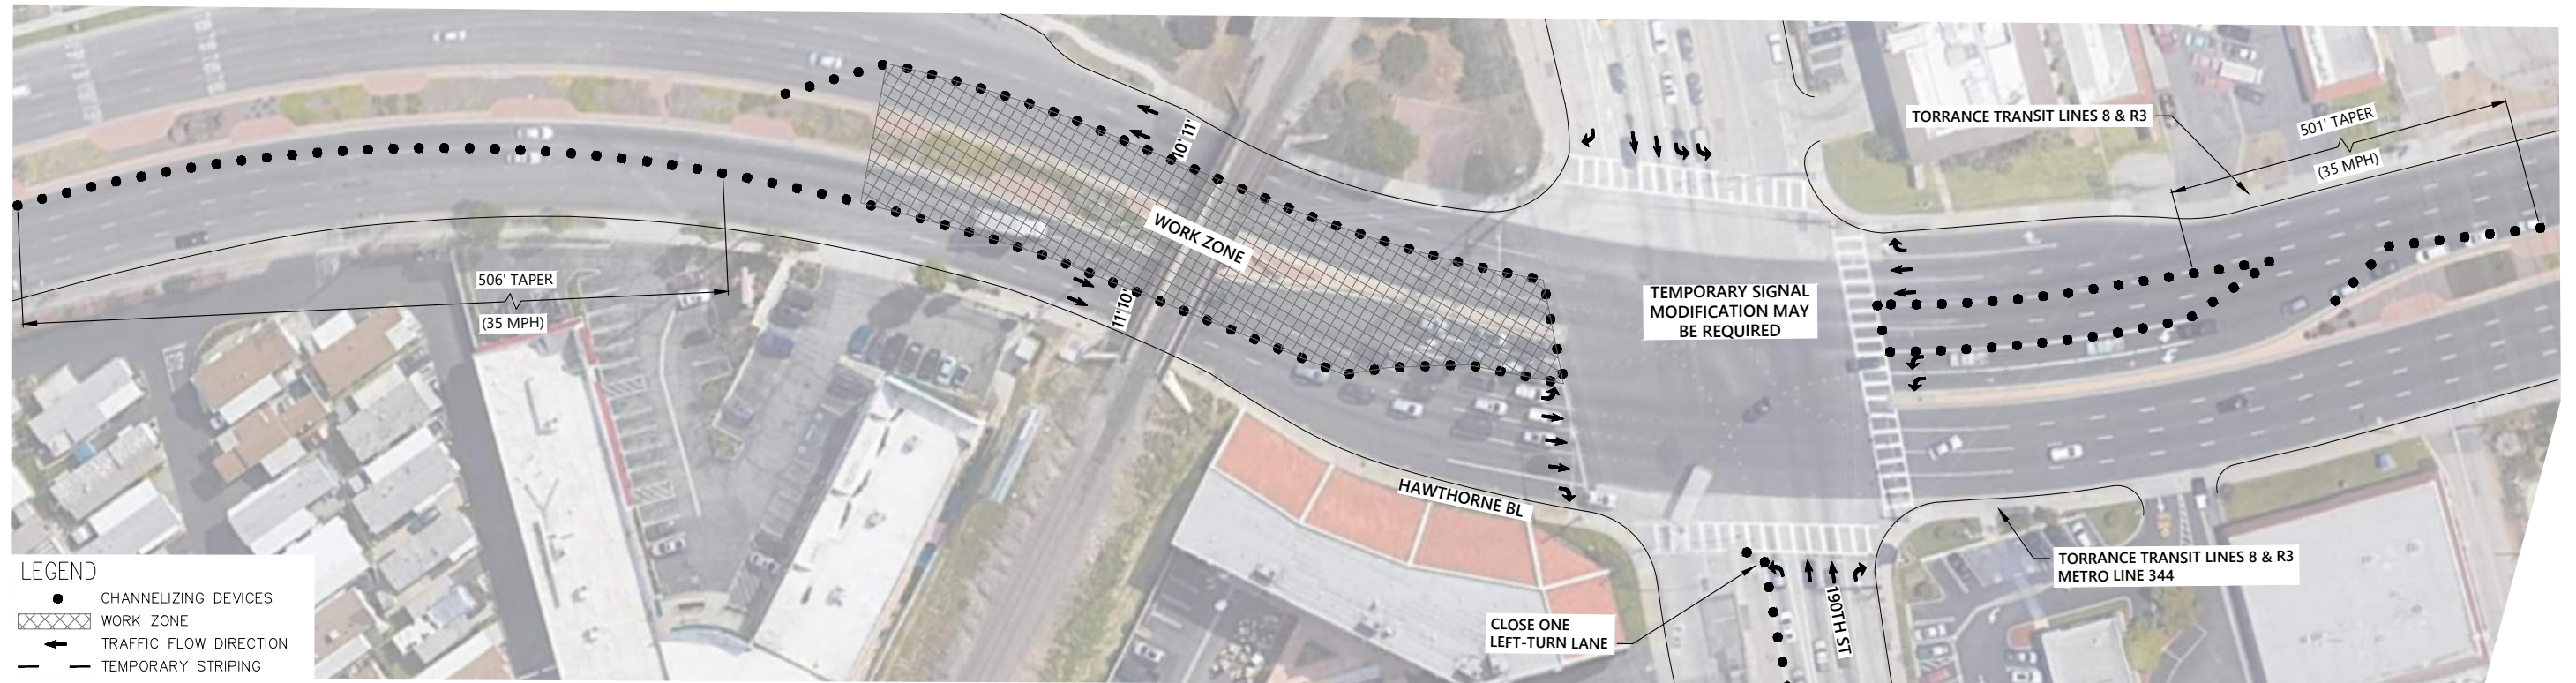 TORRANCE TRANSIT LINES 8 & R3
501' TAPER
(35 MPH)
10' 11'
WORK ZONE
506' TAPER
(35 MPH)
11' 10'
TEMPORARY SIGNAL
MODIFICATION MAY
BE REQUIRED
HAWTHORNE BL
TORRANCE TRANSIT LINES 8 & R3
METRO LINE 344
CLOSE ONE
LEFT-TURN LANE
190TH ST
LEGEND
CHANNELIZING DEVICES
WORK ZONE
TRAFFIC FLOW DIRECTION
TEMPORARY STRIPING